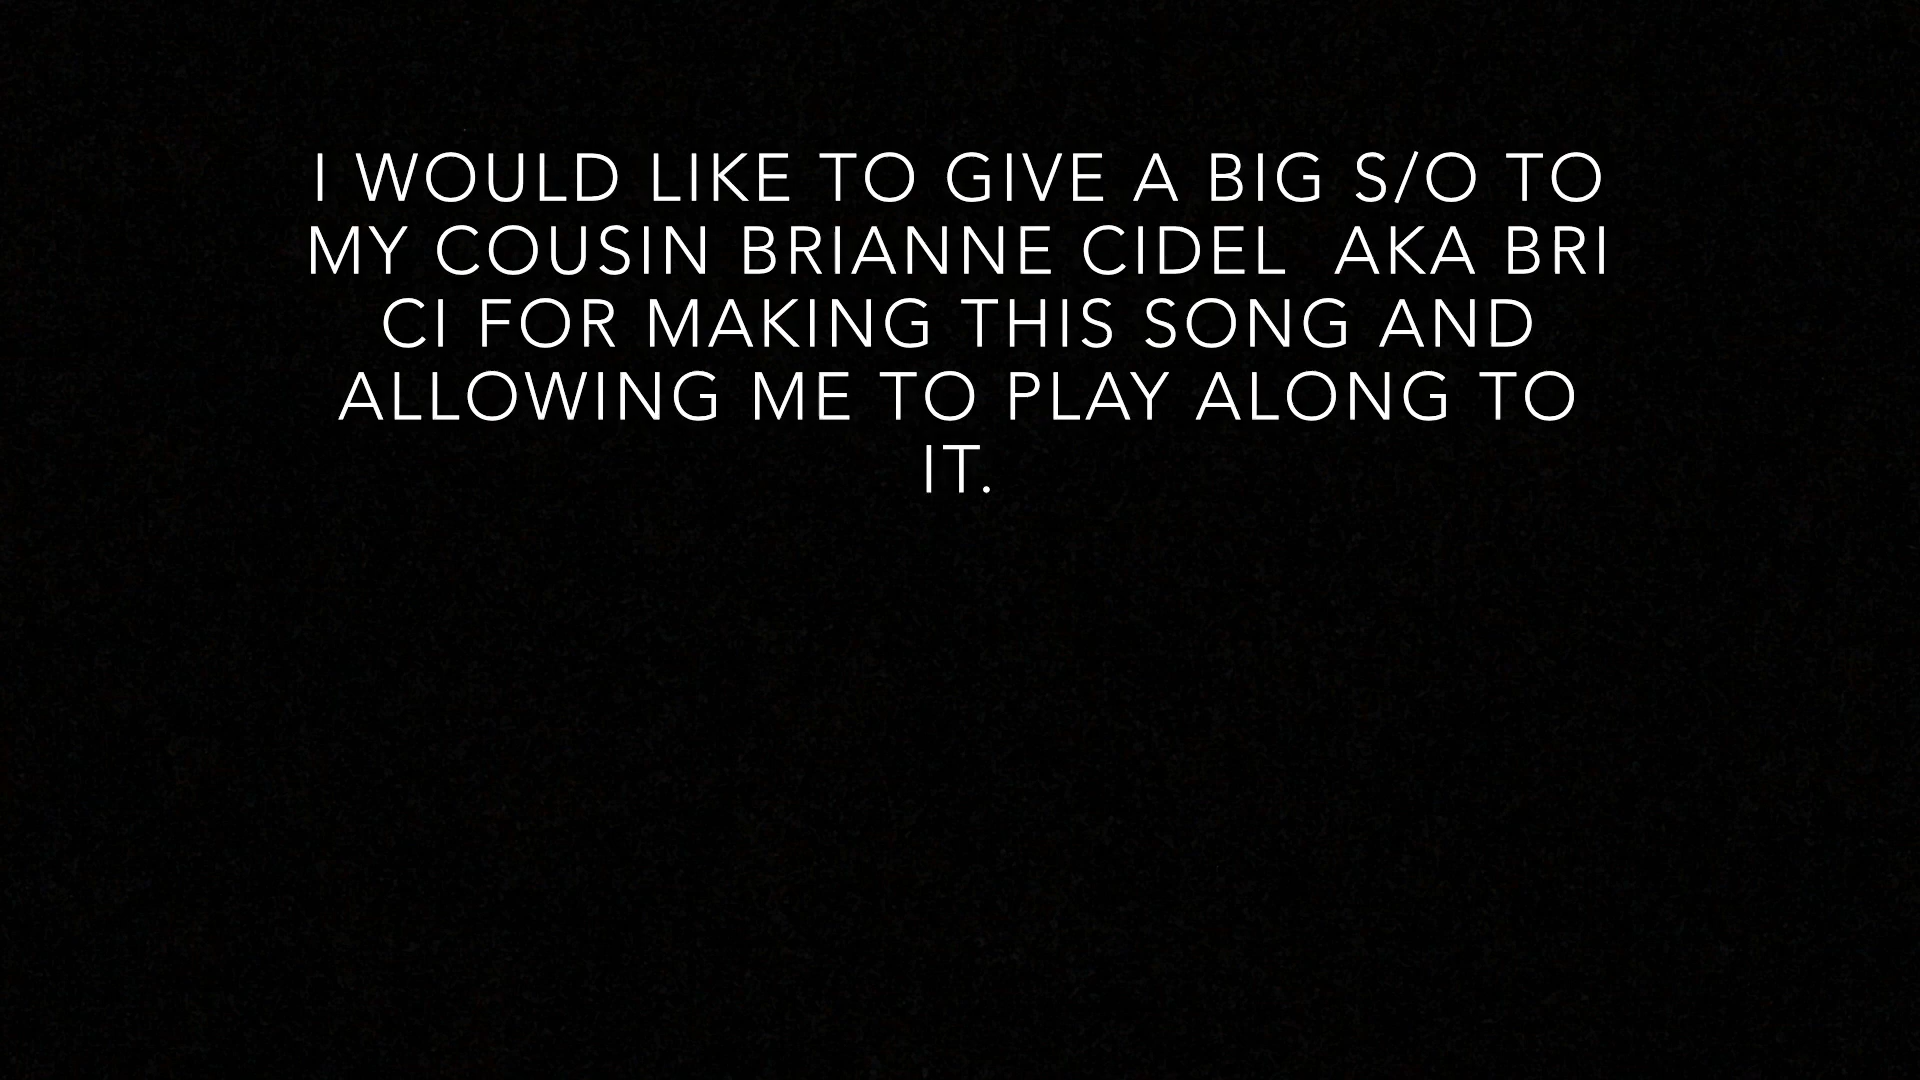 I WOULD LIKE TO GIVE A BIG S/O TO
MY COUSIN BRIANNE CIDEL  AKA BRI
CI FOR MAKING THIS SONG AND
ALLOWING ME TO PLAY ALONG TO
IT.